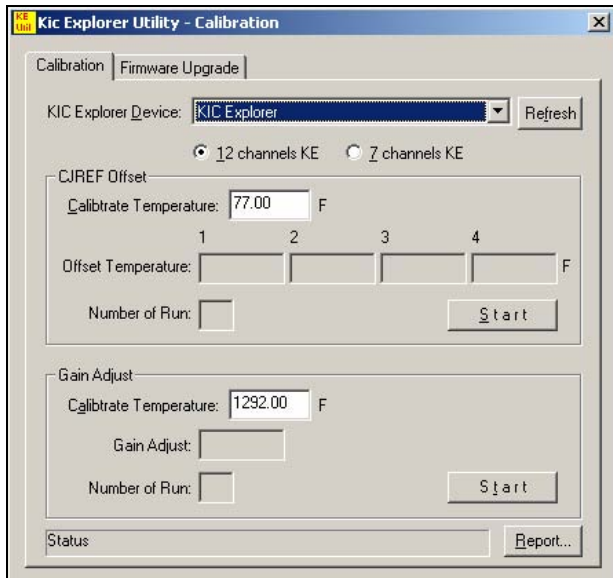 KE
Util
Kic Explorer Utility - Calibration
Calibration
Firmware Upgrade
KIC Explorer Device: KIC Explorer Refresh
12 channels KE 7 channels KE
CJREF Offset
Calibtrate Temperature: 77.00 F
1 2 3 4
Offset Temperature: F
Number of Run: Start
Gain Adjust
Calibtrate Temperature: 1292.00 F
Gain Adjust:
Number of Run: Start
Status Report...